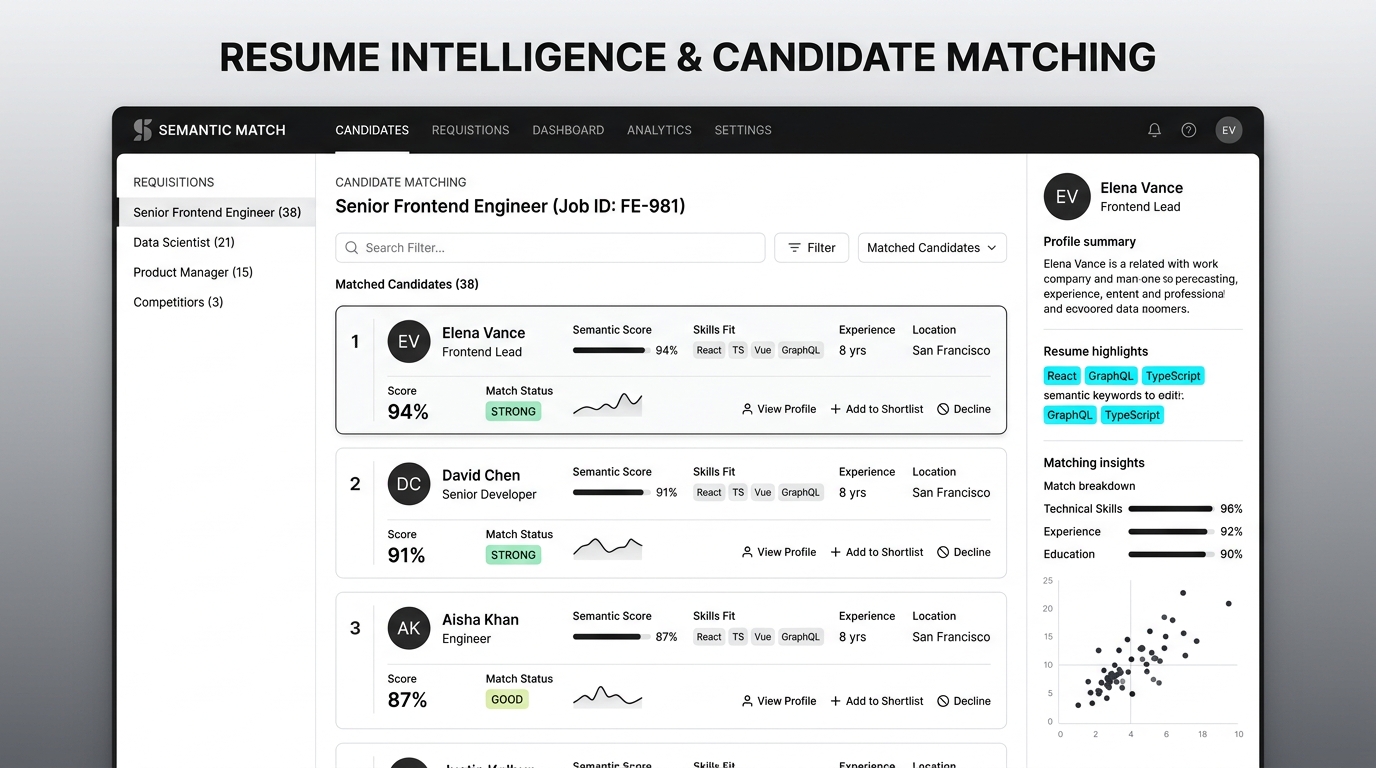 RESUME INTELLIGENCE & CANDIDATE MATCHING
SEMANTIC MATCH
CANDIDATES REQUISTIONS DASHBOARD ANALYTICS SETTINGS
EV
REQUISITIONS
Senior Frontend Engineer (38)
Data Scientist (21)
Product Manager (15)
Competitiors (3)
CANDIDATE MATCHING
Senior Frontend Engineer (Job ID: FE-981)
Search Filter...
Filter
Matched Candidates
Matched Candidates (38)
1
EV
Elena Vance
Frontend Lead
Semantic Score
94%
Skills Fit
React TS Vue GraphQL
Experience
8 yrs
Location
San Francisco
Score
94%
Match Status
STRONG
View Profile
Add to Shortlist
Decline
2
DC
David Chen
Senior Developer
Semantic Score
91%
Skills Fit
React TS Vue GraphQL
Experience
8 yrs
Location
San Francisco
Score
91%
Match Status
STRONG
View Profile
Add to Shortlist
Decline
3
AK
Aisha Khan
Engineer
Semantic Score
87%
Skills Fit
React TS Vue GraphQL
Experience
8 yrs
Location
San Francisco
Score
87%
Match Status
GOOD
View Profile
Add to Shortlist
Decline
Semantic Score
Skills Fit
Experience
Location
EV
Elena Vance
Frontend Lead
Profile summary
Elena Vance is a related with work
company and man-one so perecasting,
experience, entent and professional
and ecvoored data
Resume highlights
React GraphQL TypeScript
semantic keywords to edit:
GraphQL TypeScript
Matching insights
Match breakdown
Technical Skills 96%
Experience 92%
Education 90%
25
20
15
10
5
0
0 2 4 6 18 10